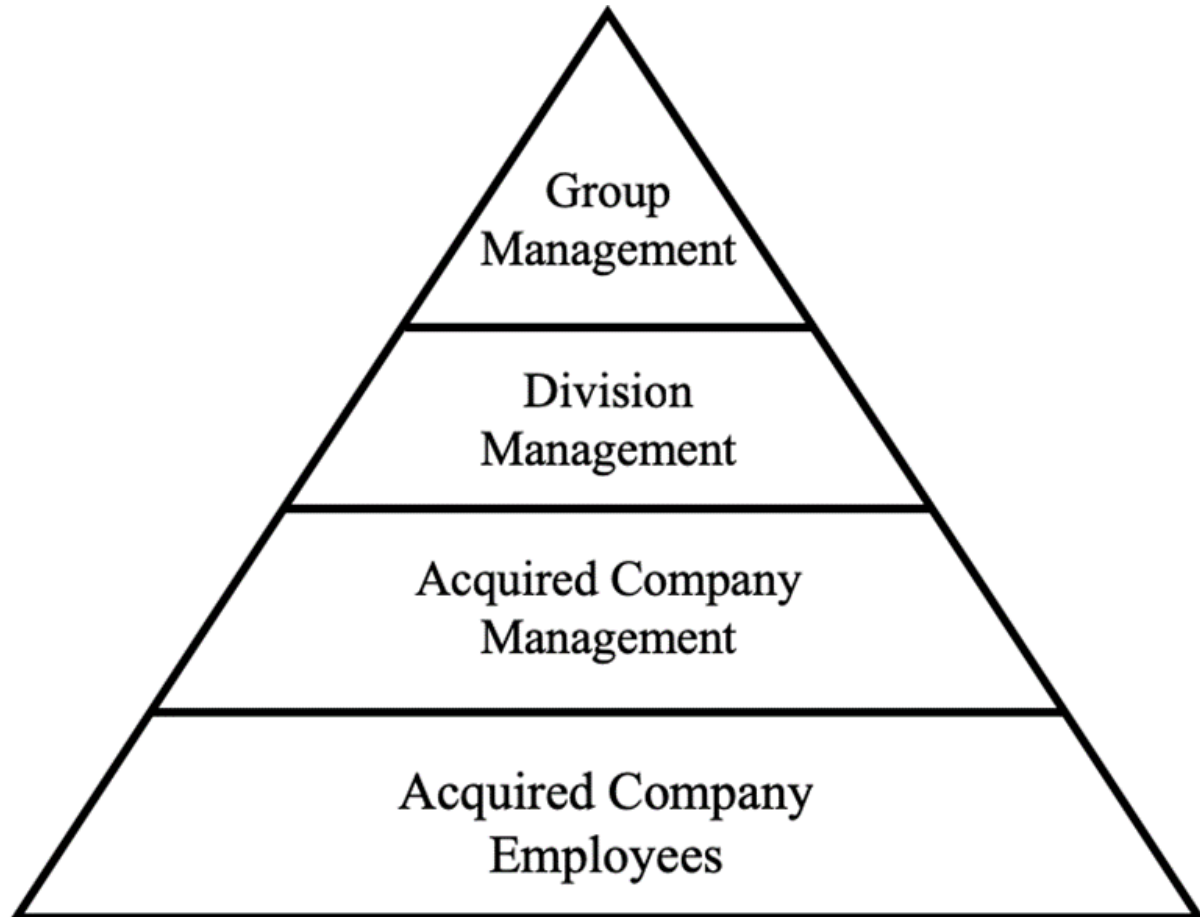 Group
Management
Division
Management
Acquired Company
Management
Acquired Company
Employees